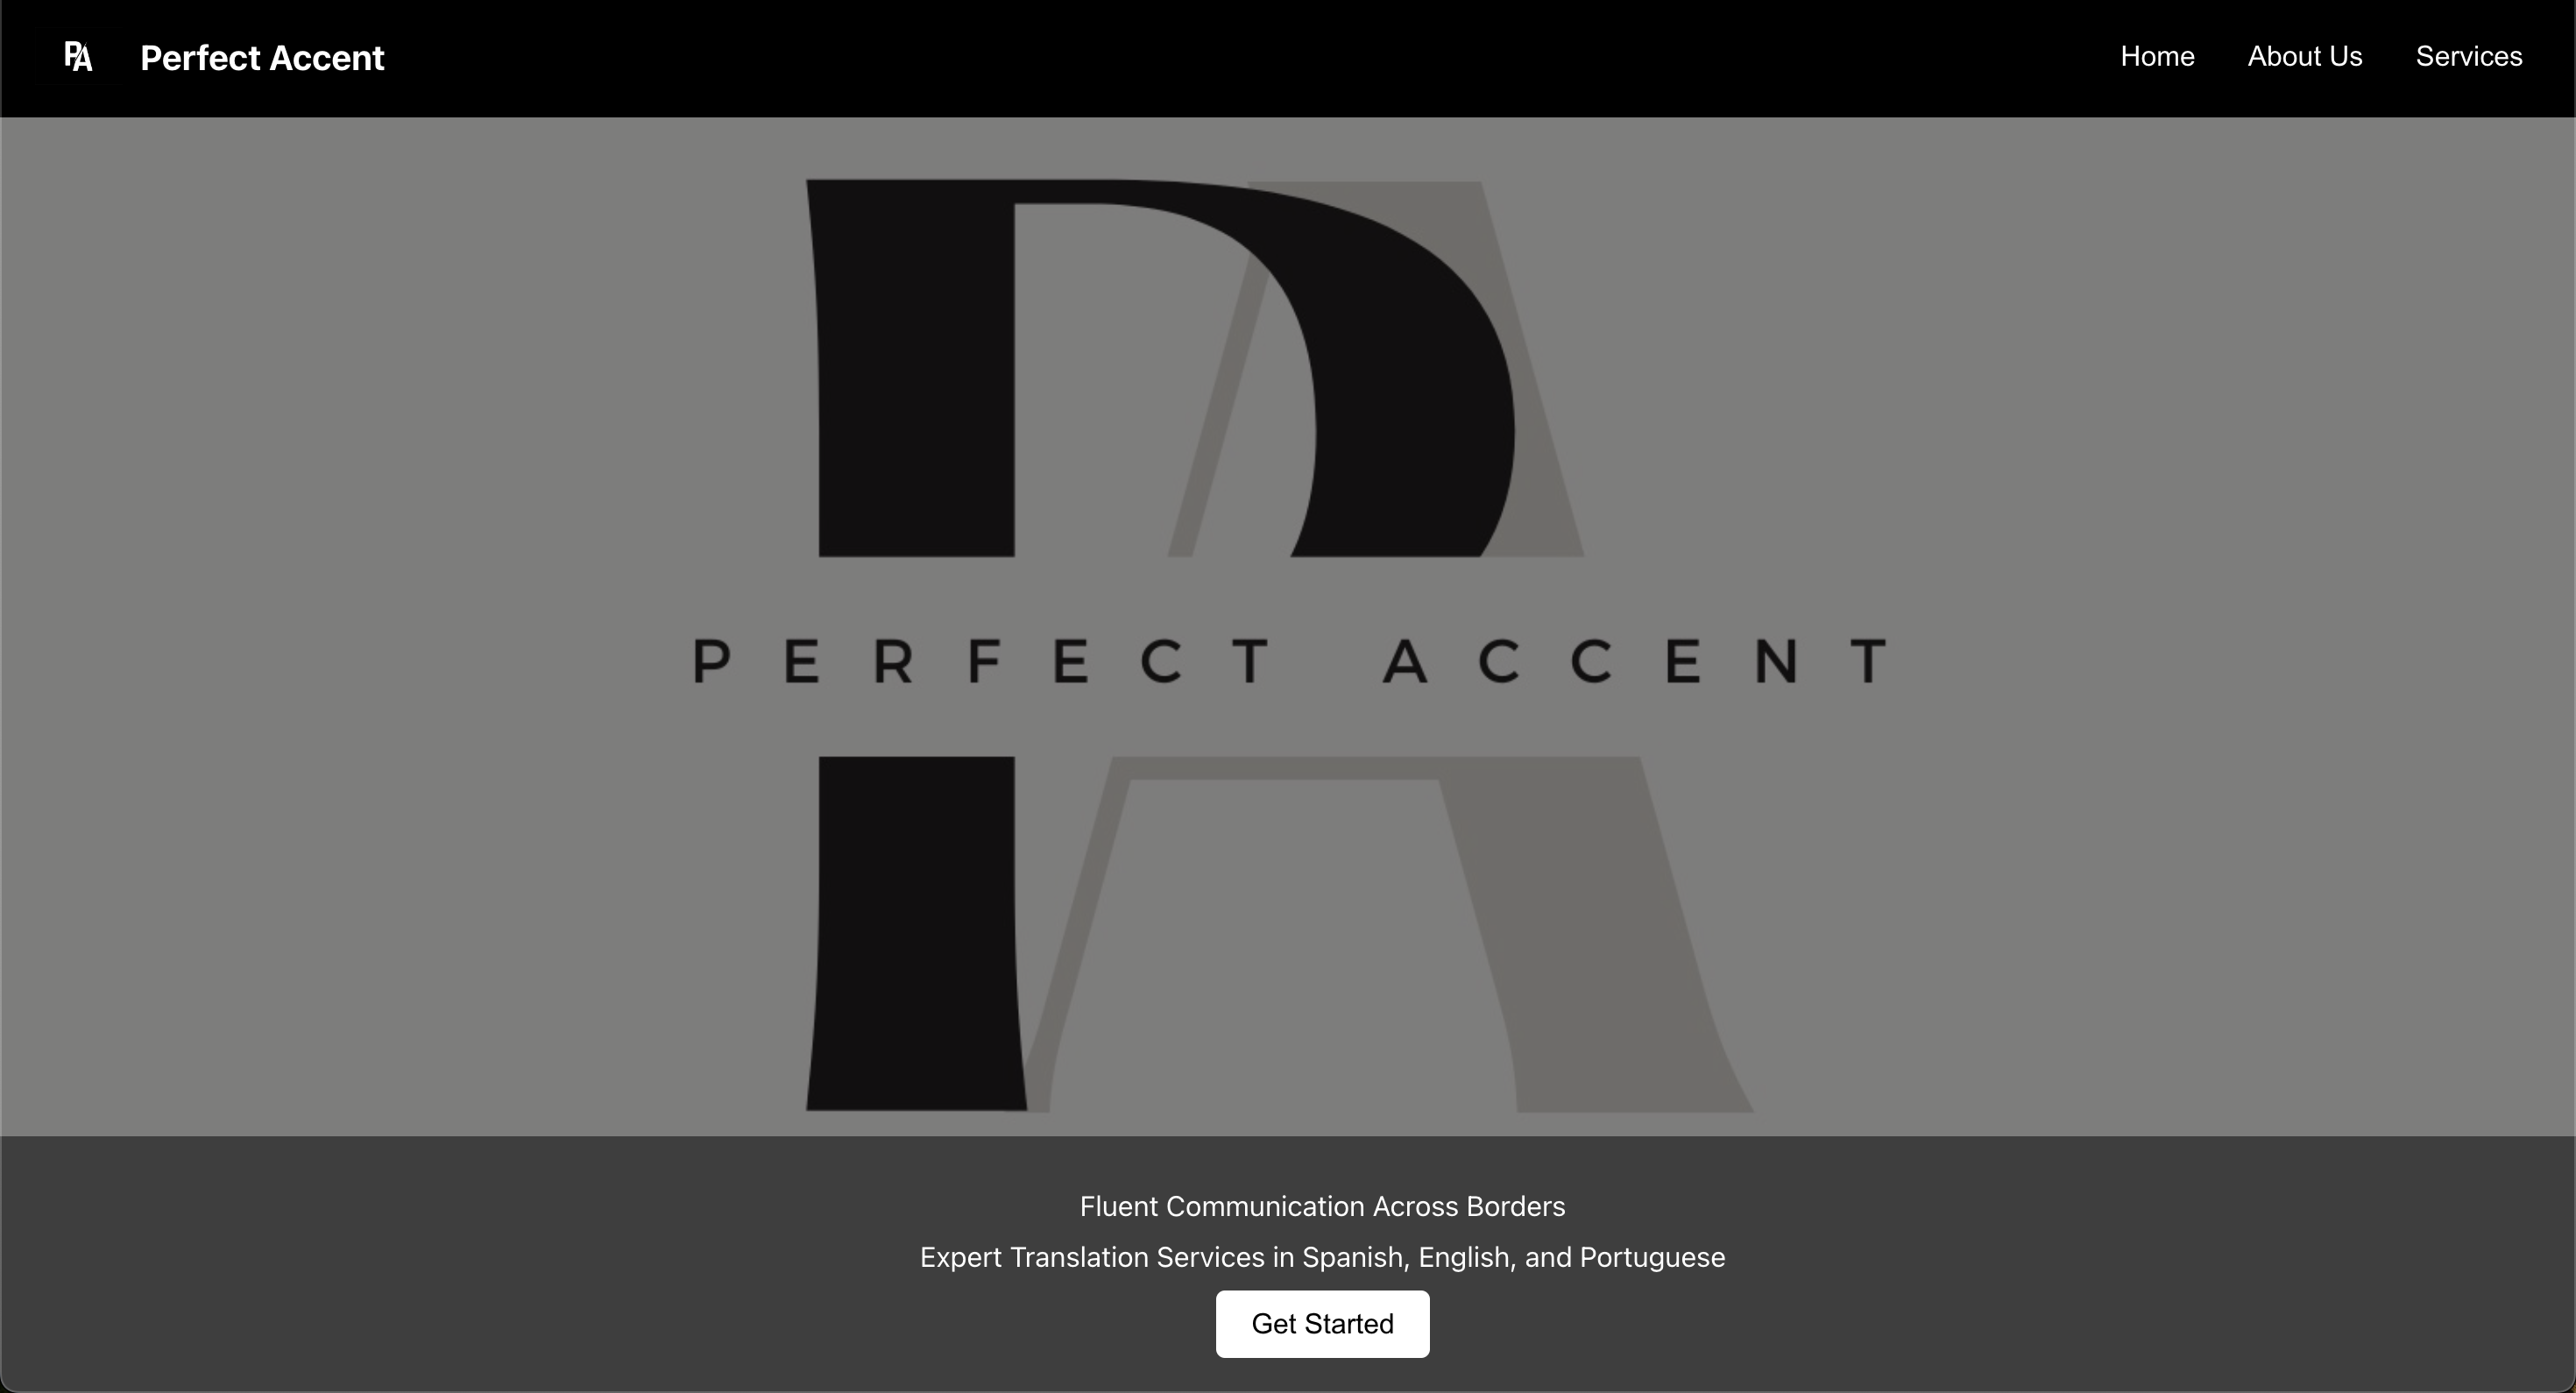 PA Perfect Accent Home About Us Services
PA
PERFECT ACCENT
Fluent Communication Across Borders
Expert Translation Services in Spanish, English, and Portuguese
Get Started